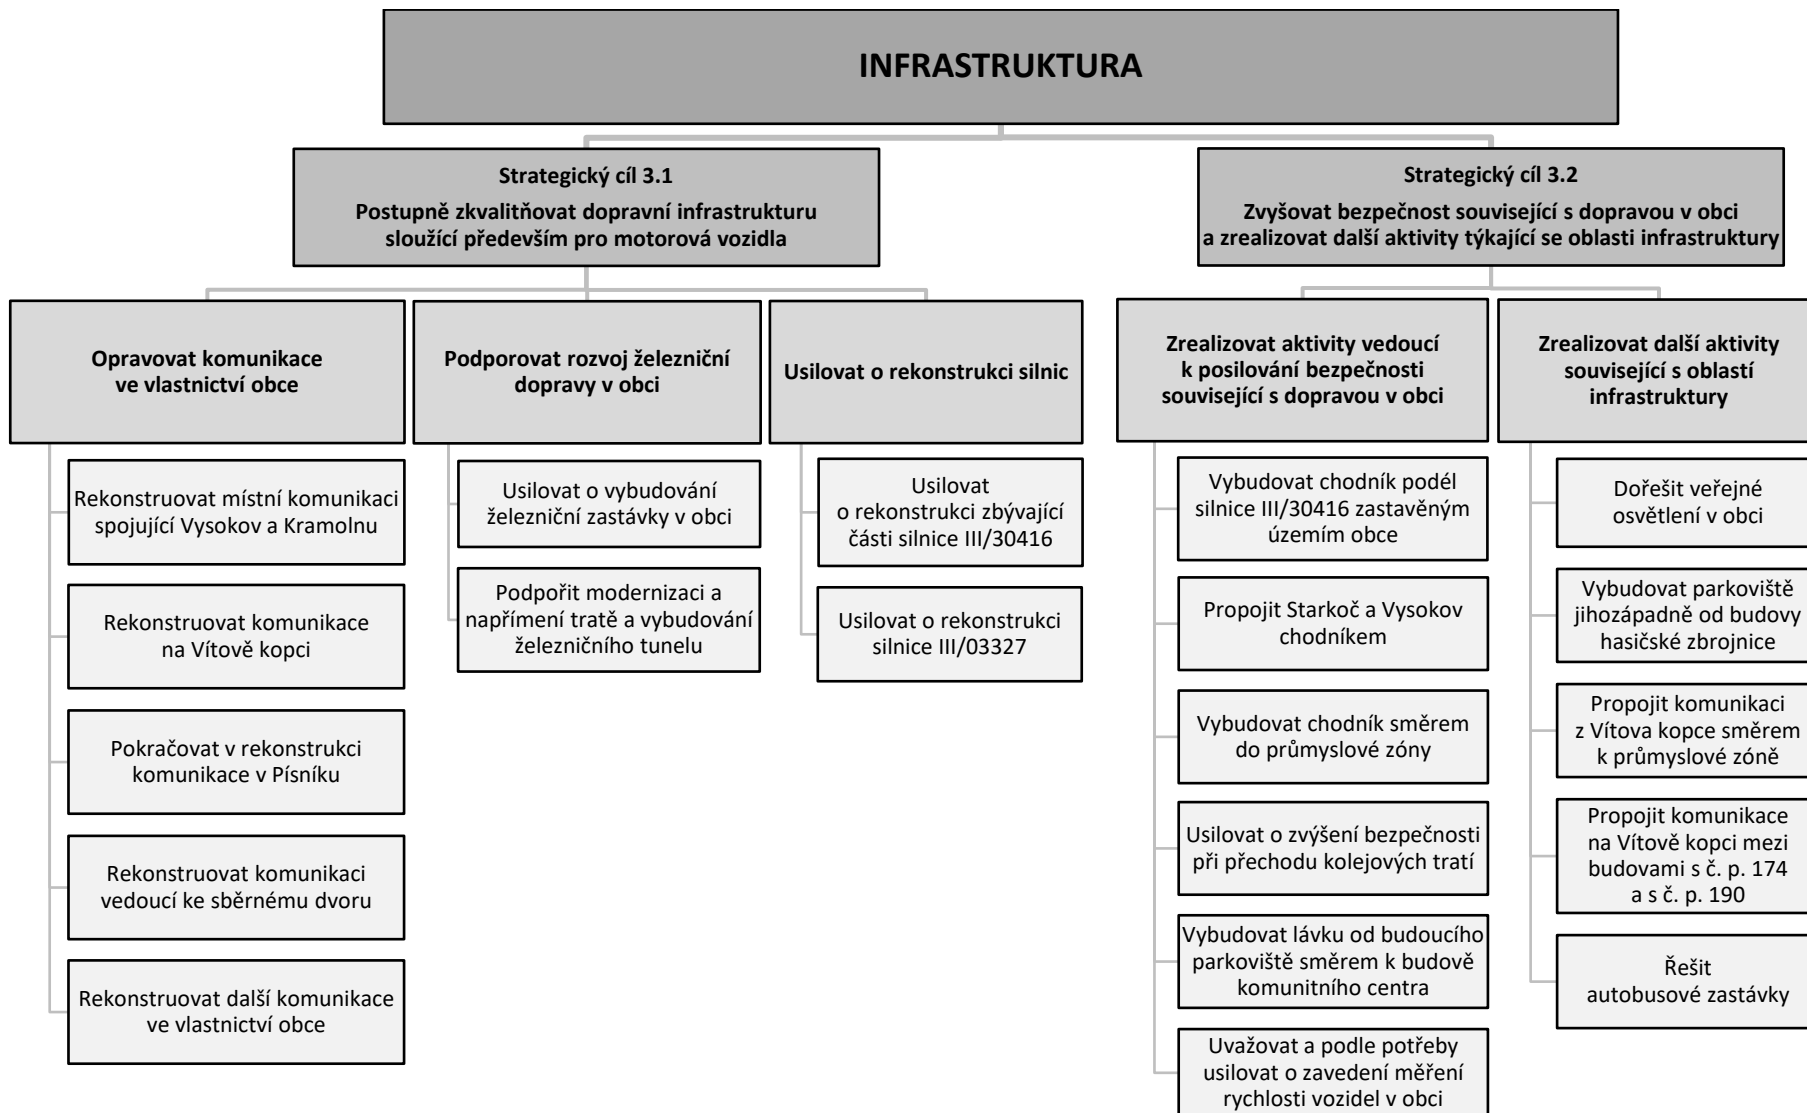 INFRASTRUKTURA
Strategický cíl 3.1
Postupně zkvalitňovat dopravní infrastrukturu
sloužící především pro motorová vozidla
Strategický cíl 3.2
Zvyšovat bezpečnost související s dopravou v obci
a zrealizovat další aktivity týkající se oblasti infrastruktury
Opravovat komunikace
ve vlastnictví obce
Rekonstruovat místní komunikaci
spojující Vysokov a Kramolnu
Rekonstruovat komunikace
na Vítově kopci
Pokračovat v rekonstrukci
komunikace v Písníku
Rekonstruovat komunikaci
vedoucí ke sběrnému dvoru
Rekonstruovat další komunikace
ve vlastnictví obce
Podporovat rozvoj železniční
dopravy v obci
Usilovat o vybudování
železniční zastávky v obci
Podpořit modernizaci a
napřímení tratě a vybudování
železničního tunelu
Usilovat o rekonstrukci silnic
Usilovat
o rekonstrukci zbývající
části silnice III/30416
Usilovat o rekonstrukci
silnice III/03327
Zrealizovat aktivity vedoucí
k posilování bezpečnosti
související s dopravou v obci
Vybudovat chodník podél
silnice III/30416 zastavěným
územím obce
Propojit Starkoč a Vysokov
chodníkem
Vybudovat chodník směrem
do průmyslové zóny
Usilovat o zvýšení bezpečnosti
při přechodu kolejových tratí
Vybudovat lávku od budoucího
parkoviště směrem k budově
komunitního centra
Uvažovat a podle potřeby
usilovat o zavedení měření
rychlosti vozidel v obci
Zrealizovat další aktivity
související s oblastí
infrastruktury
Dořešit veřejné
osvětlení v obci
Vybudovat parkoviště
jihozápadně od budovy
hasičské zbrojnice
Propojit komunikaci
z Vítova kopce směrem
k průmyslové zóně
Propojit komunikace
na Vítově kopci mezi
budovami s č. p. 174
a s č. p. 190
Řešit
autobusové zastávky